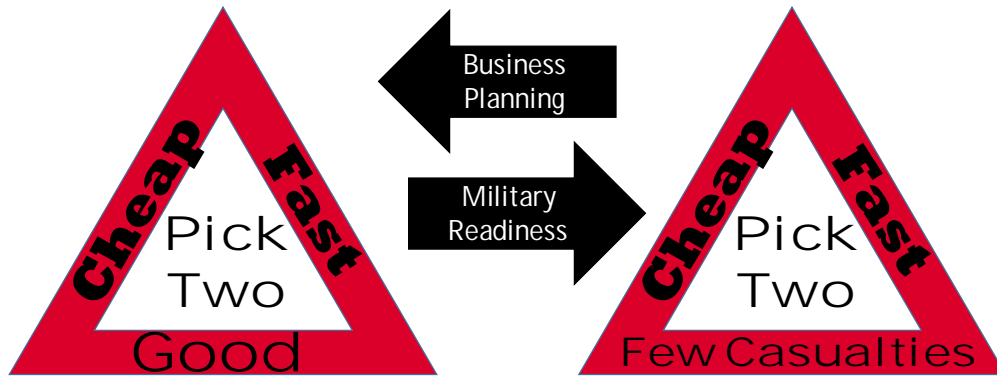 Cheap
Fast
Pick
Two
Good
Business
Planning
Military
Readiness
Cheap
Fast
Pick
Two
Few Casualties